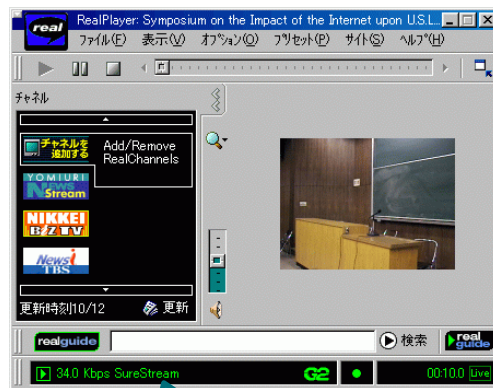 real
RealPlayer: Symposium on the Impact of the Internet upon U.S.L...
ファイル(F) 表示(V) オプション(O) プリセット(P) サイト(S) ヘルプ(H)
チャネル
チャネルを
追加する
Add/Remove
RealChannels
YOMIURI
NEWS
Stream
NIKKEI
BIZ TV
Newsi
TBS
更新時刻10/12 更新
realguide 検索 real guide
34.0 Kbps SureStream G2 00:10.0 Live